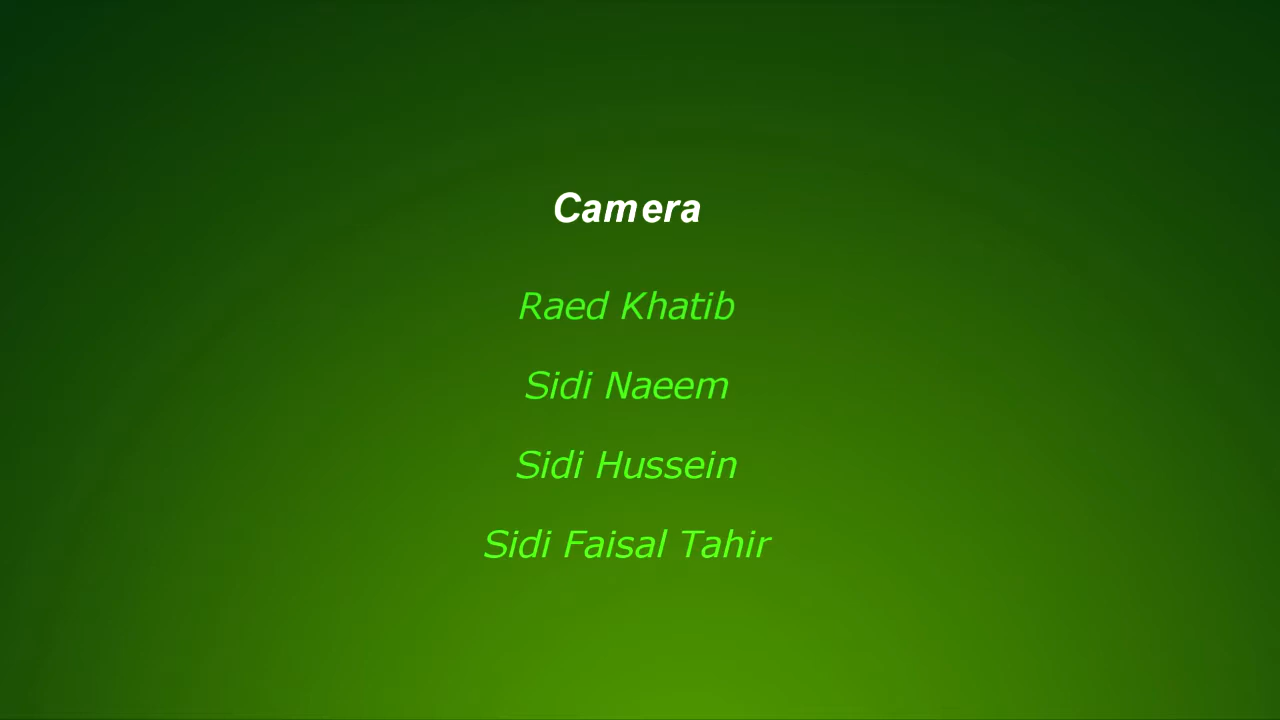 Camera
Raed Khatib
Sidi Naeem
Sidi Hussein
Sidi Faisal Tahir